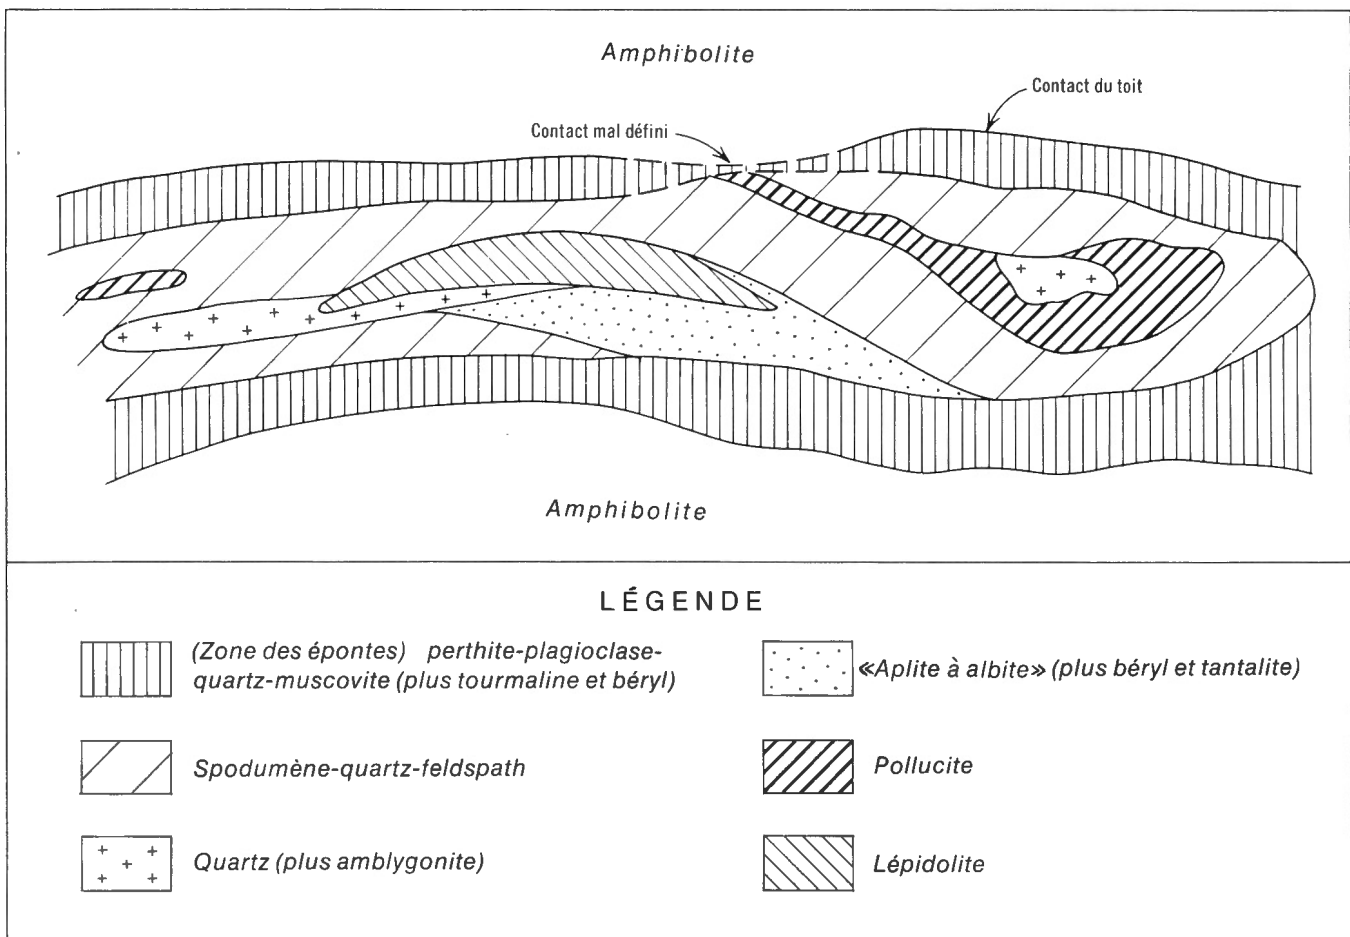 Amphibolite
Contact du toit
Contact mal défini
Amphibolite
LÉGENDE
(Zone des épontes) perthite-plagioclase-
quartz-muscovite (plus tourmaline et béryl)
«Aplite à albite» (plus béryl et tantalite)
Spodumène-quartz-feldspath
Pollucite
Quartz (plus amblygonite)
Lépidolite